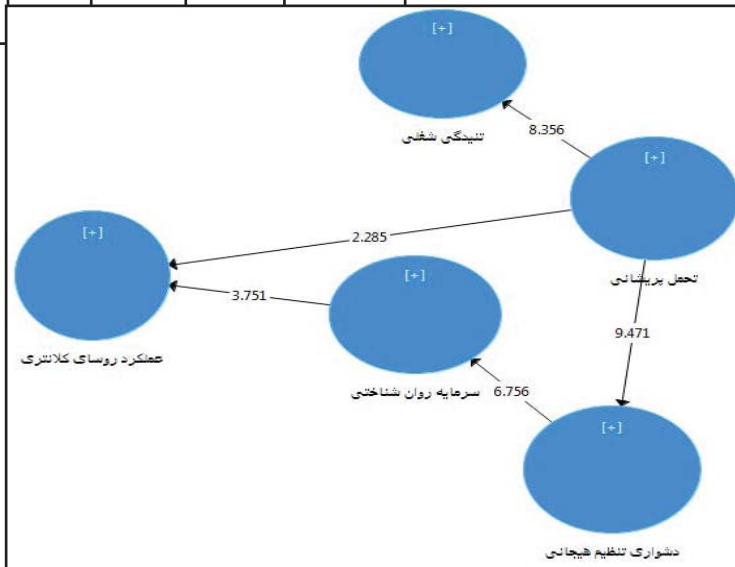 [+]
تنیدگی شغلی
8.356
[+]
تحمل پریشانی
[+]
2.285
[+]
3.751
عملکرد روسای کلانتری
سرمایه روان شناختی
9.471
6.756
[+]
دشواری تنظیم هیجانی